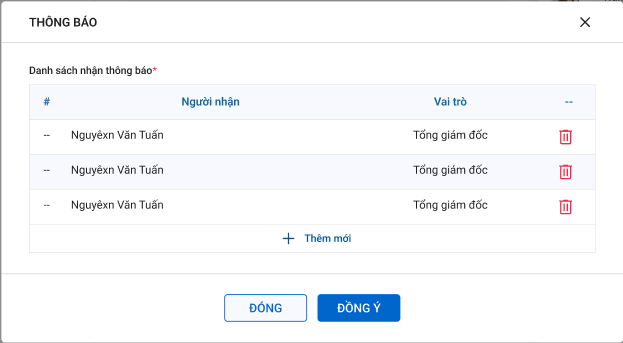 THÔNG BÁO
Danh sách nhận thông báo*
# Người nhận Vai trò --
-- Nguyêxn Văn Tuấn Tổng giám đốc
-- Nguyêxn Văn Tuấn Tổng giám đốc
-- Nguyêxn Văn Tuấn Tổng giám đốc
Thêm mới
ĐÓNG ĐỒNG Ý